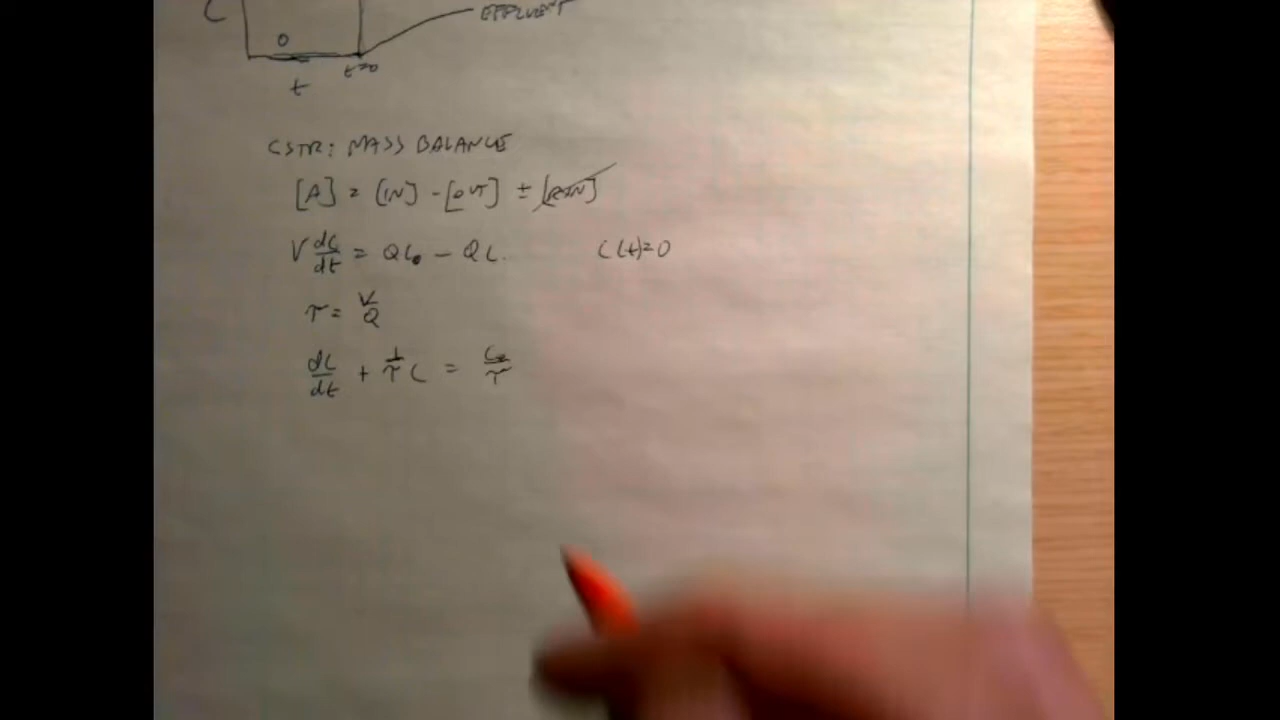 C
EFFLUENT
0
t=0
t
CSTR: MASS BALANCE
[A] = [IN] - [OUT] ± [RXN]
V dC/dt = QC₀ - QC. C(t)=0
τ = V/Q
dC/dt + 1/τ C = C₀/τ